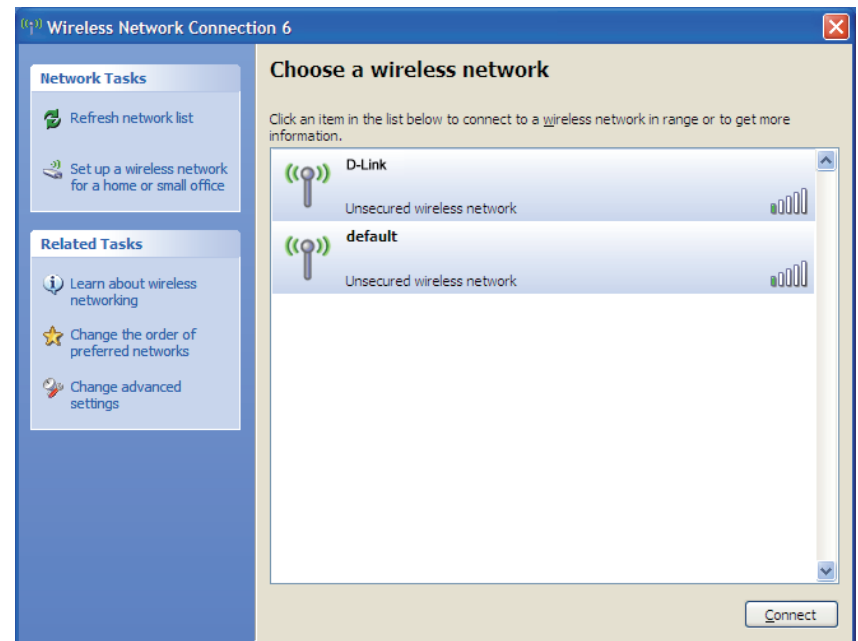 Wireless Network Connection 6
Network Tasks
Refresh network list
Set up a wireless network
for a home or small office
Related Tasks
Learn about wireless
networking
Change the order of
preferred networks
Change advanced
settings
Choose a wireless network
Click an item in the list below to connect to a wireless network in range or to get more
information.
D-Link
Unsecured wireless network
default
Unsecured wireless network
Connect